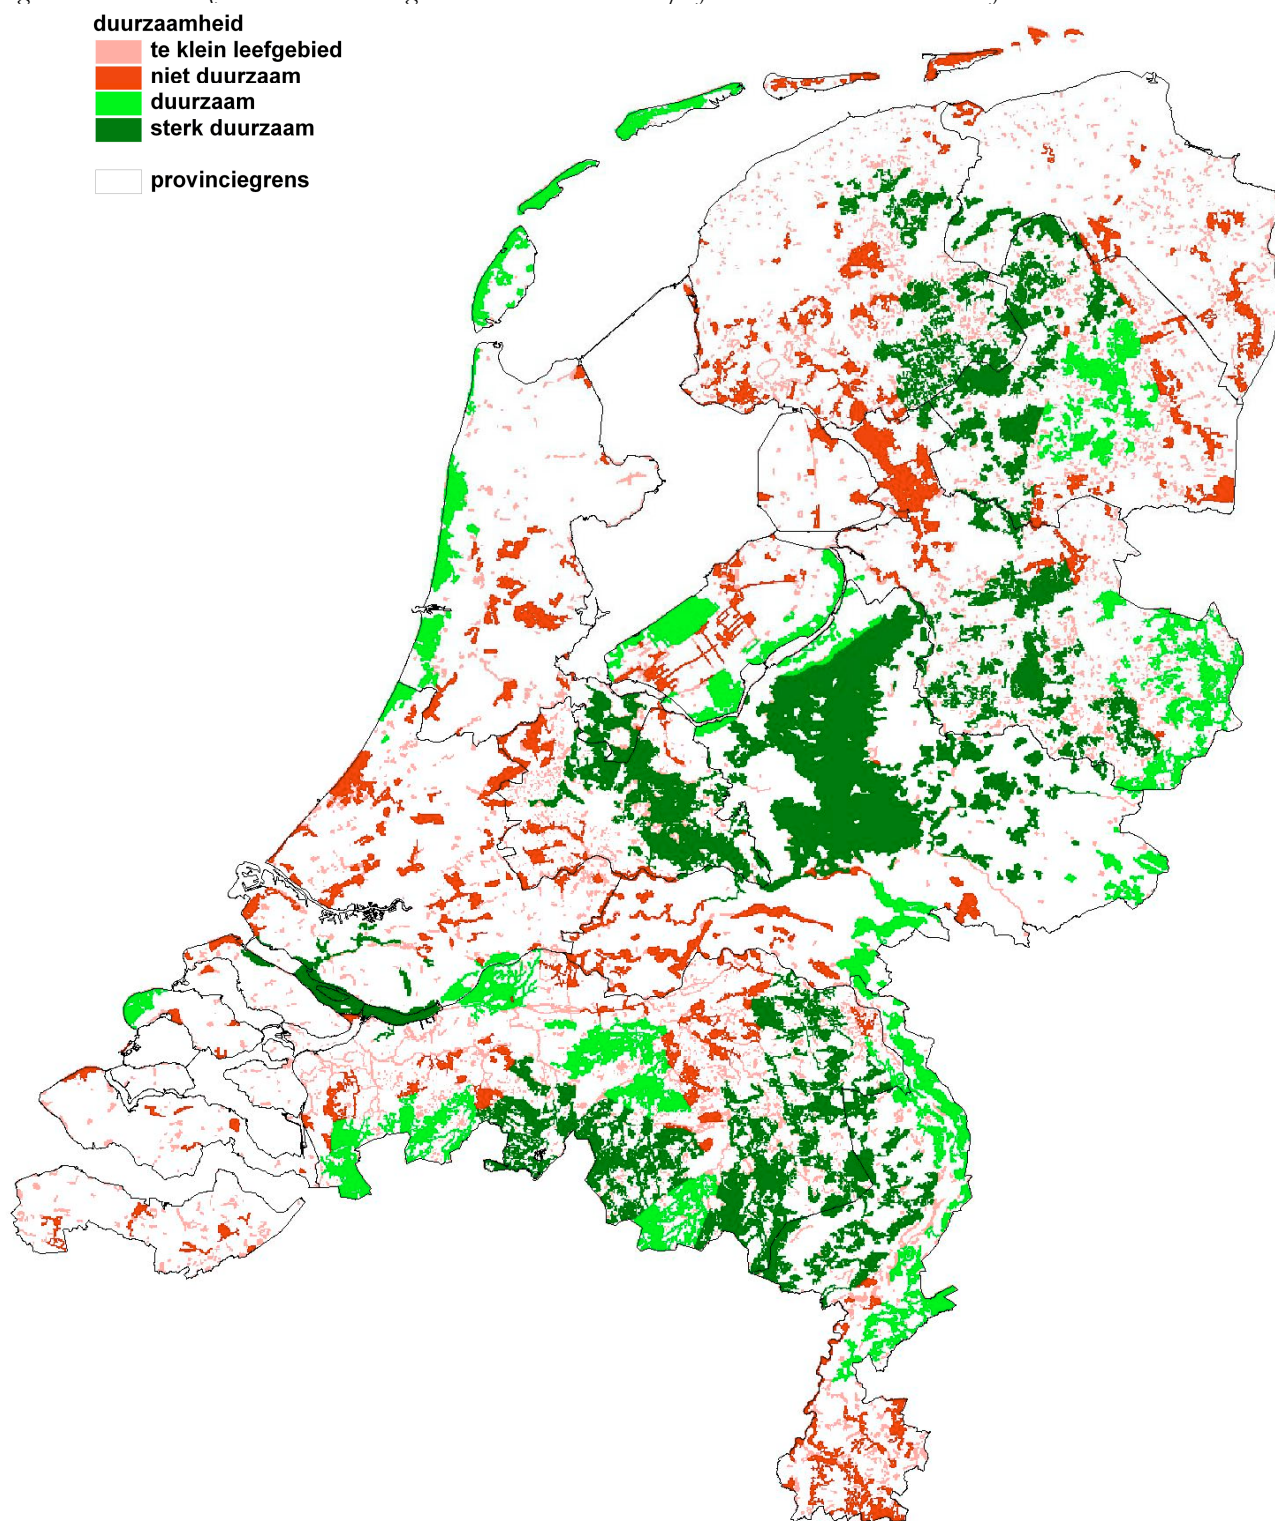 duurzaamheid
te klein leefgebied
niet duurzaam
duurzaam
sterk duurzaam
provinciegrens